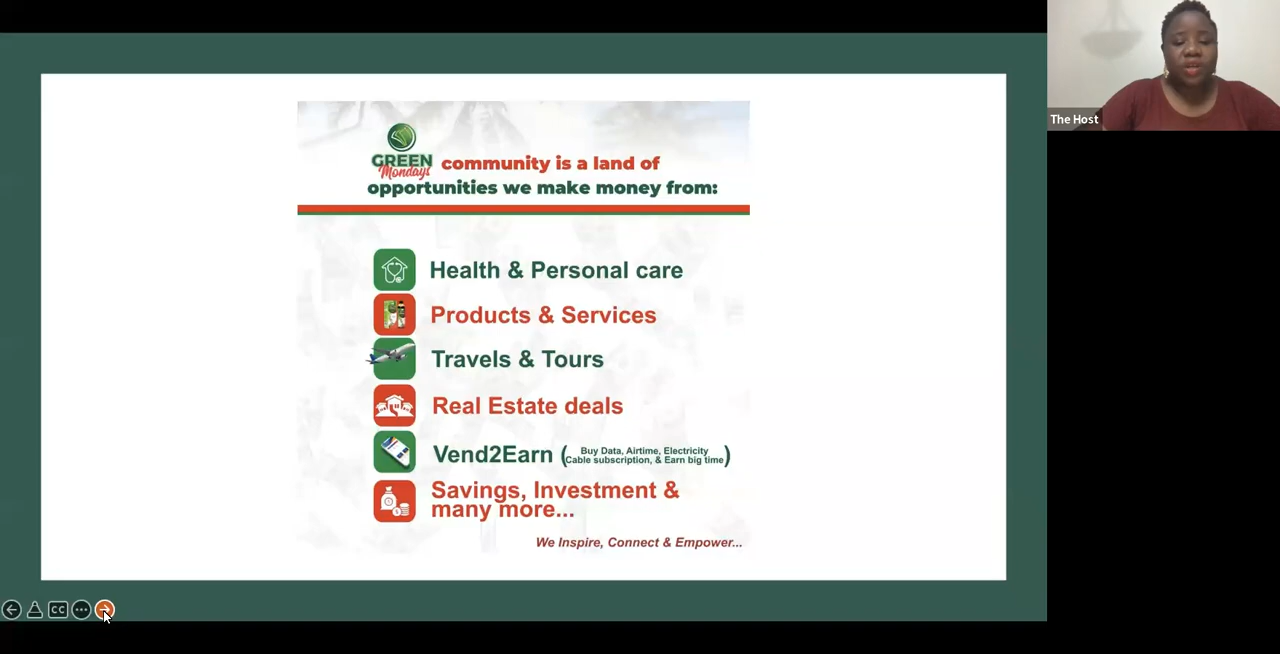 The Host
GREEN
Mondays
community is a land of
opportunities we make money from:
Health & Personal care
Products & Services
Travels & Tours
Real Estate deals
Vend2Earn (Buy Data, Airtime, Electricity
Cable subscription, & Earn big time)
Savings, Investment &
many more...
We Inspire, Connect & Empower...
CC